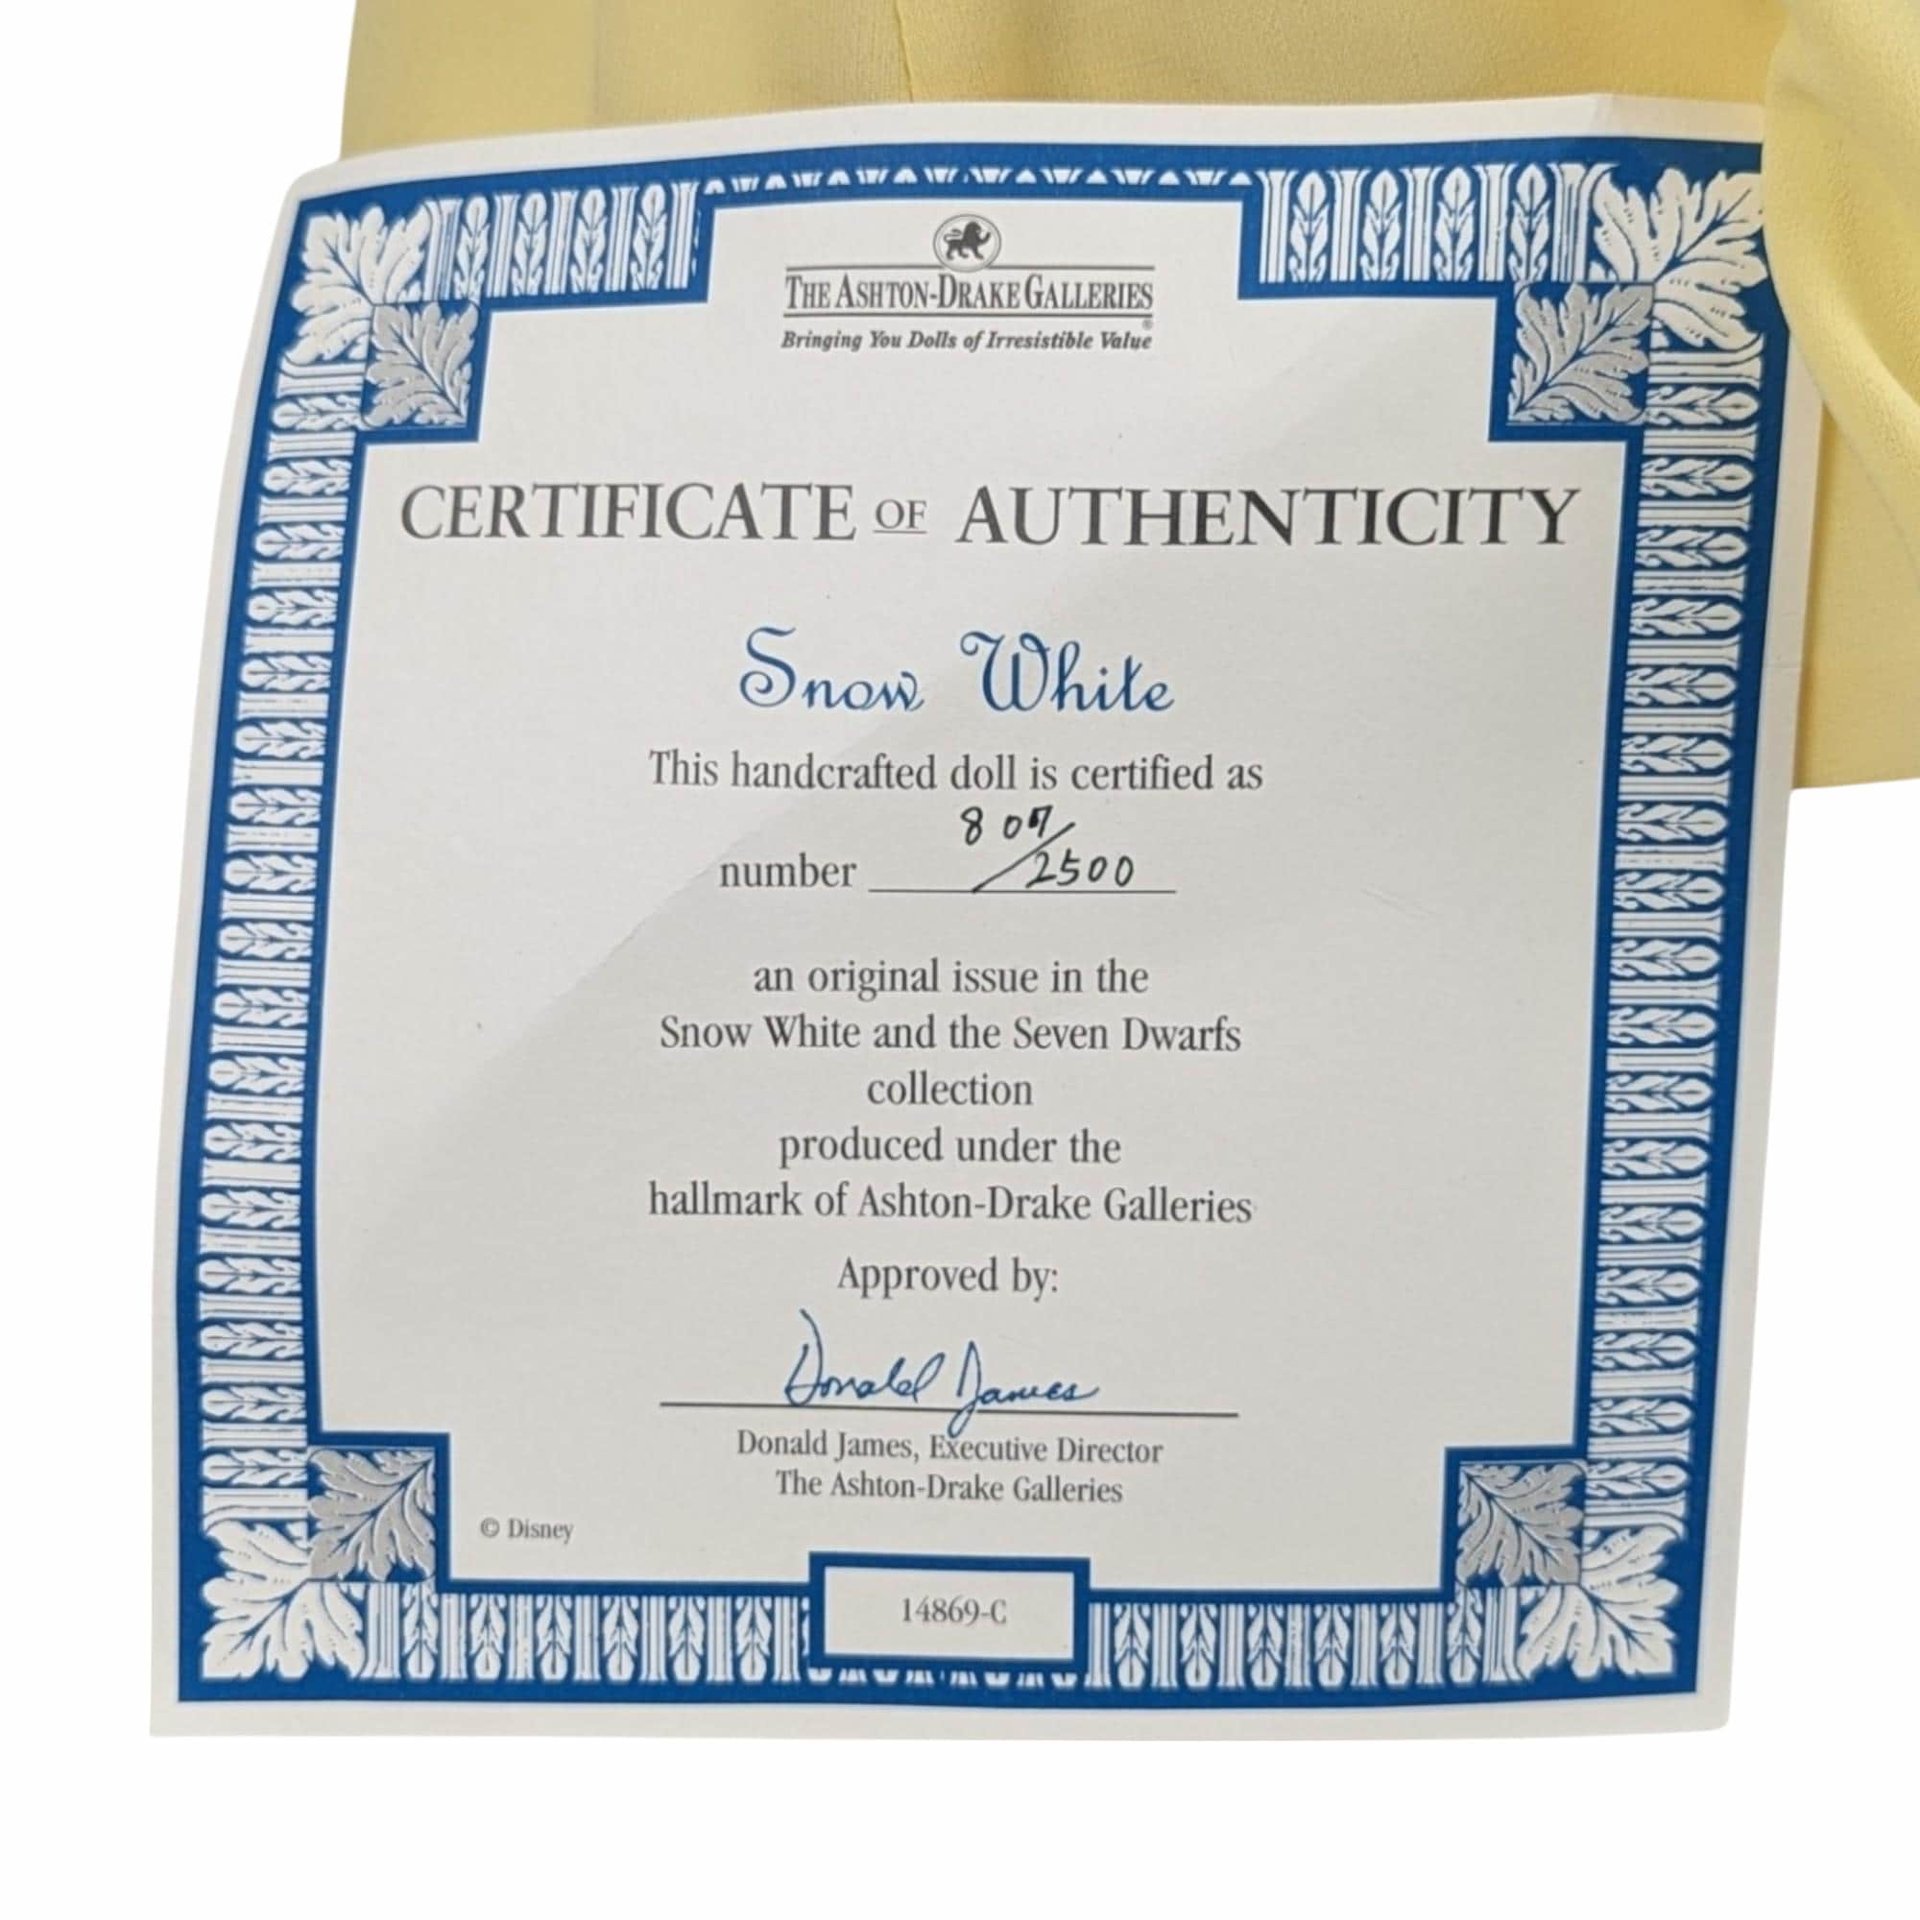 THE ASHTON-DRAKE GALLERIES
Bringing You Dolls of Irresistible Value®
CERTIFICATE OF AUTHENTICITY
Snow White
This handcrafted doll is certified as
number 807/2500
an original issue in the
Snow White and the Seven Dwarfs
collection
produced under the
hallmark of Ashton-Drake Galleries
Approved by:
Donald James
Donald James, Executive Director
The Ashton-Drake Galleries
© Disney
14869-C